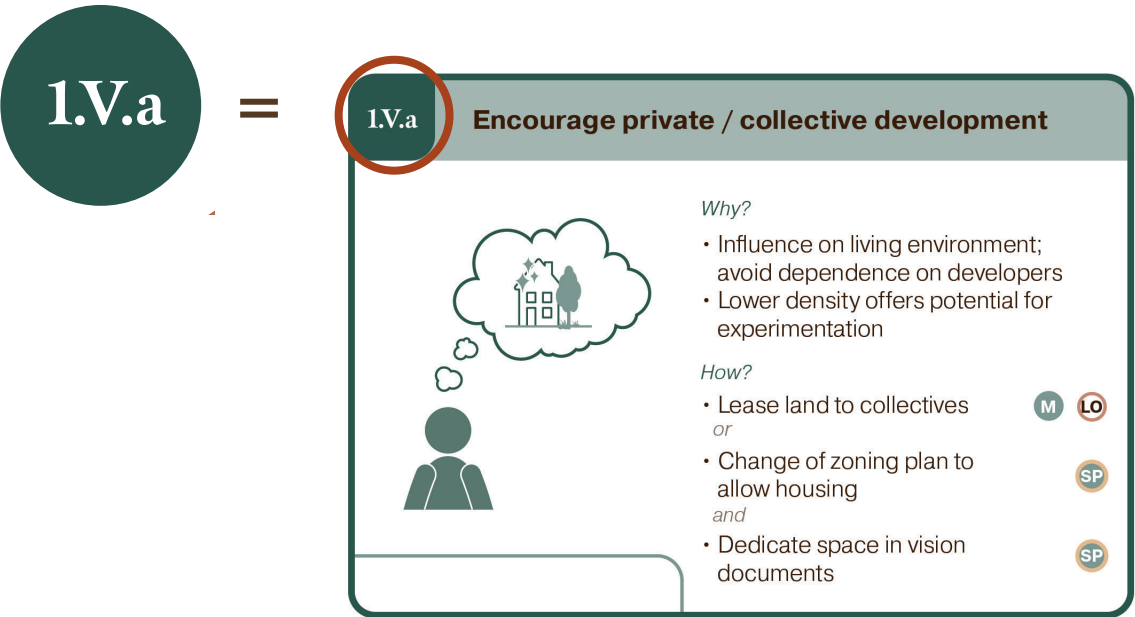 1.V.a
=
1.V.a
Encourage private / collective development
Why?
• Influence on living environment;
avoid dependence on developers
• Lower density offers potential for
experimentation
How?
• Lease land to collectives M LO
or
• Change of zoning plan to
allow housing SP
and
• Dedicate space in vision
documents SP